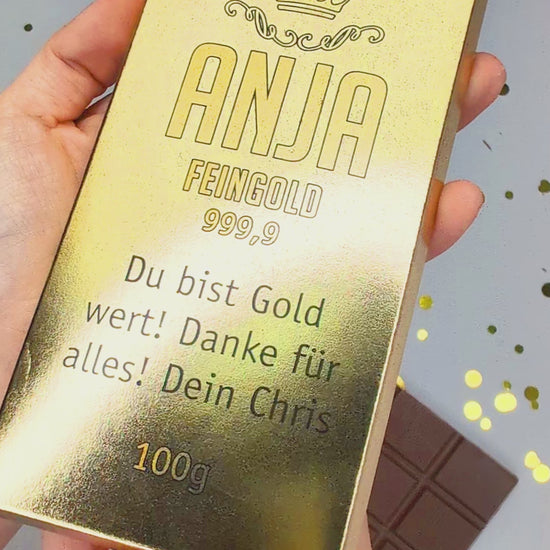 ANJA
FEINGOLD
999,9
Du bist Gold
wert! Danke für
alles! Dein Chris
100g